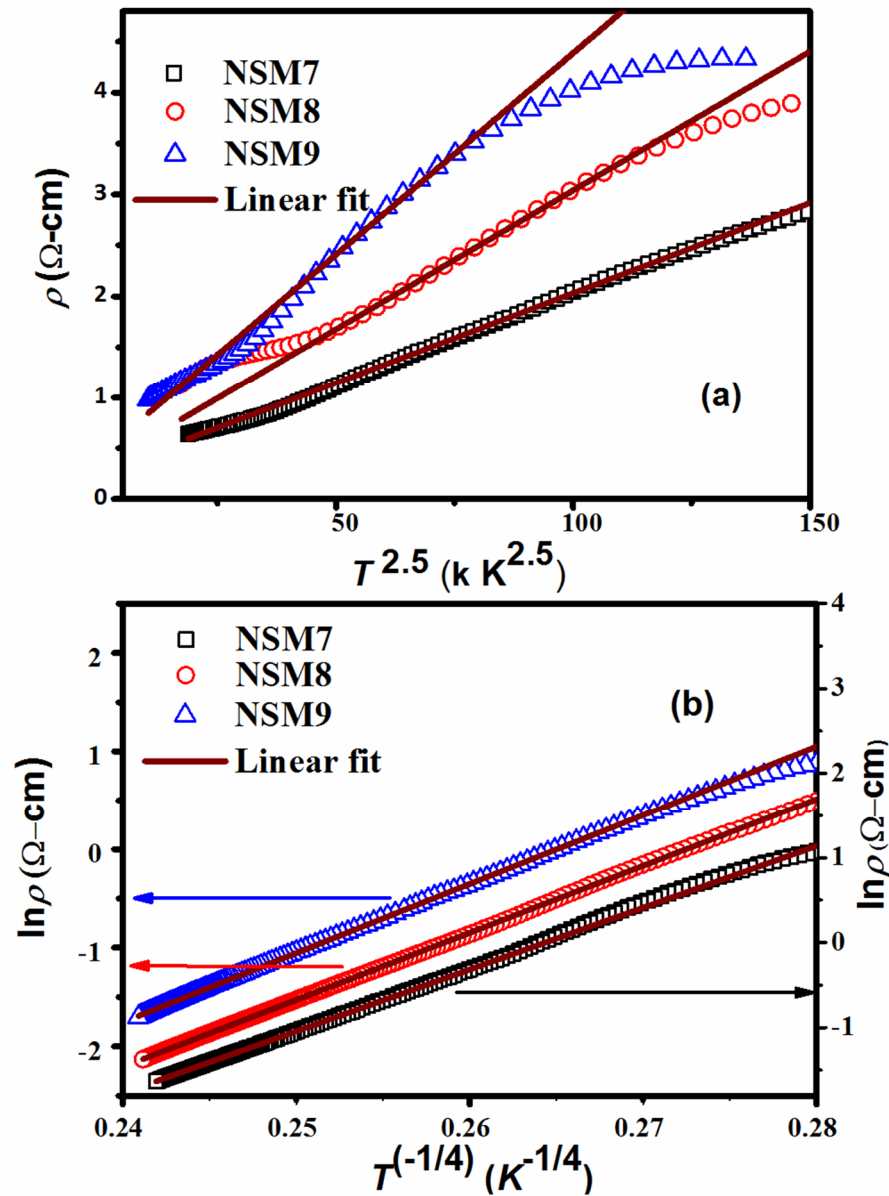 4
3
2
1
0
ρ (Ω-cm)
NSM7
NSM8
NSM9
Linear fit
(a)
50 100 150
T 2.5 (k K2.5)
2
1
0
-1
-2
lnρ (Ω–cm)
NSM7
NSM8
NSM9
Linear fit
(b)
4
3
2
1
0
-1
lnρ (Ω–cm)
0.24 0.25 0.26 0.27 0.28
T(-1/4) (K-1/4)